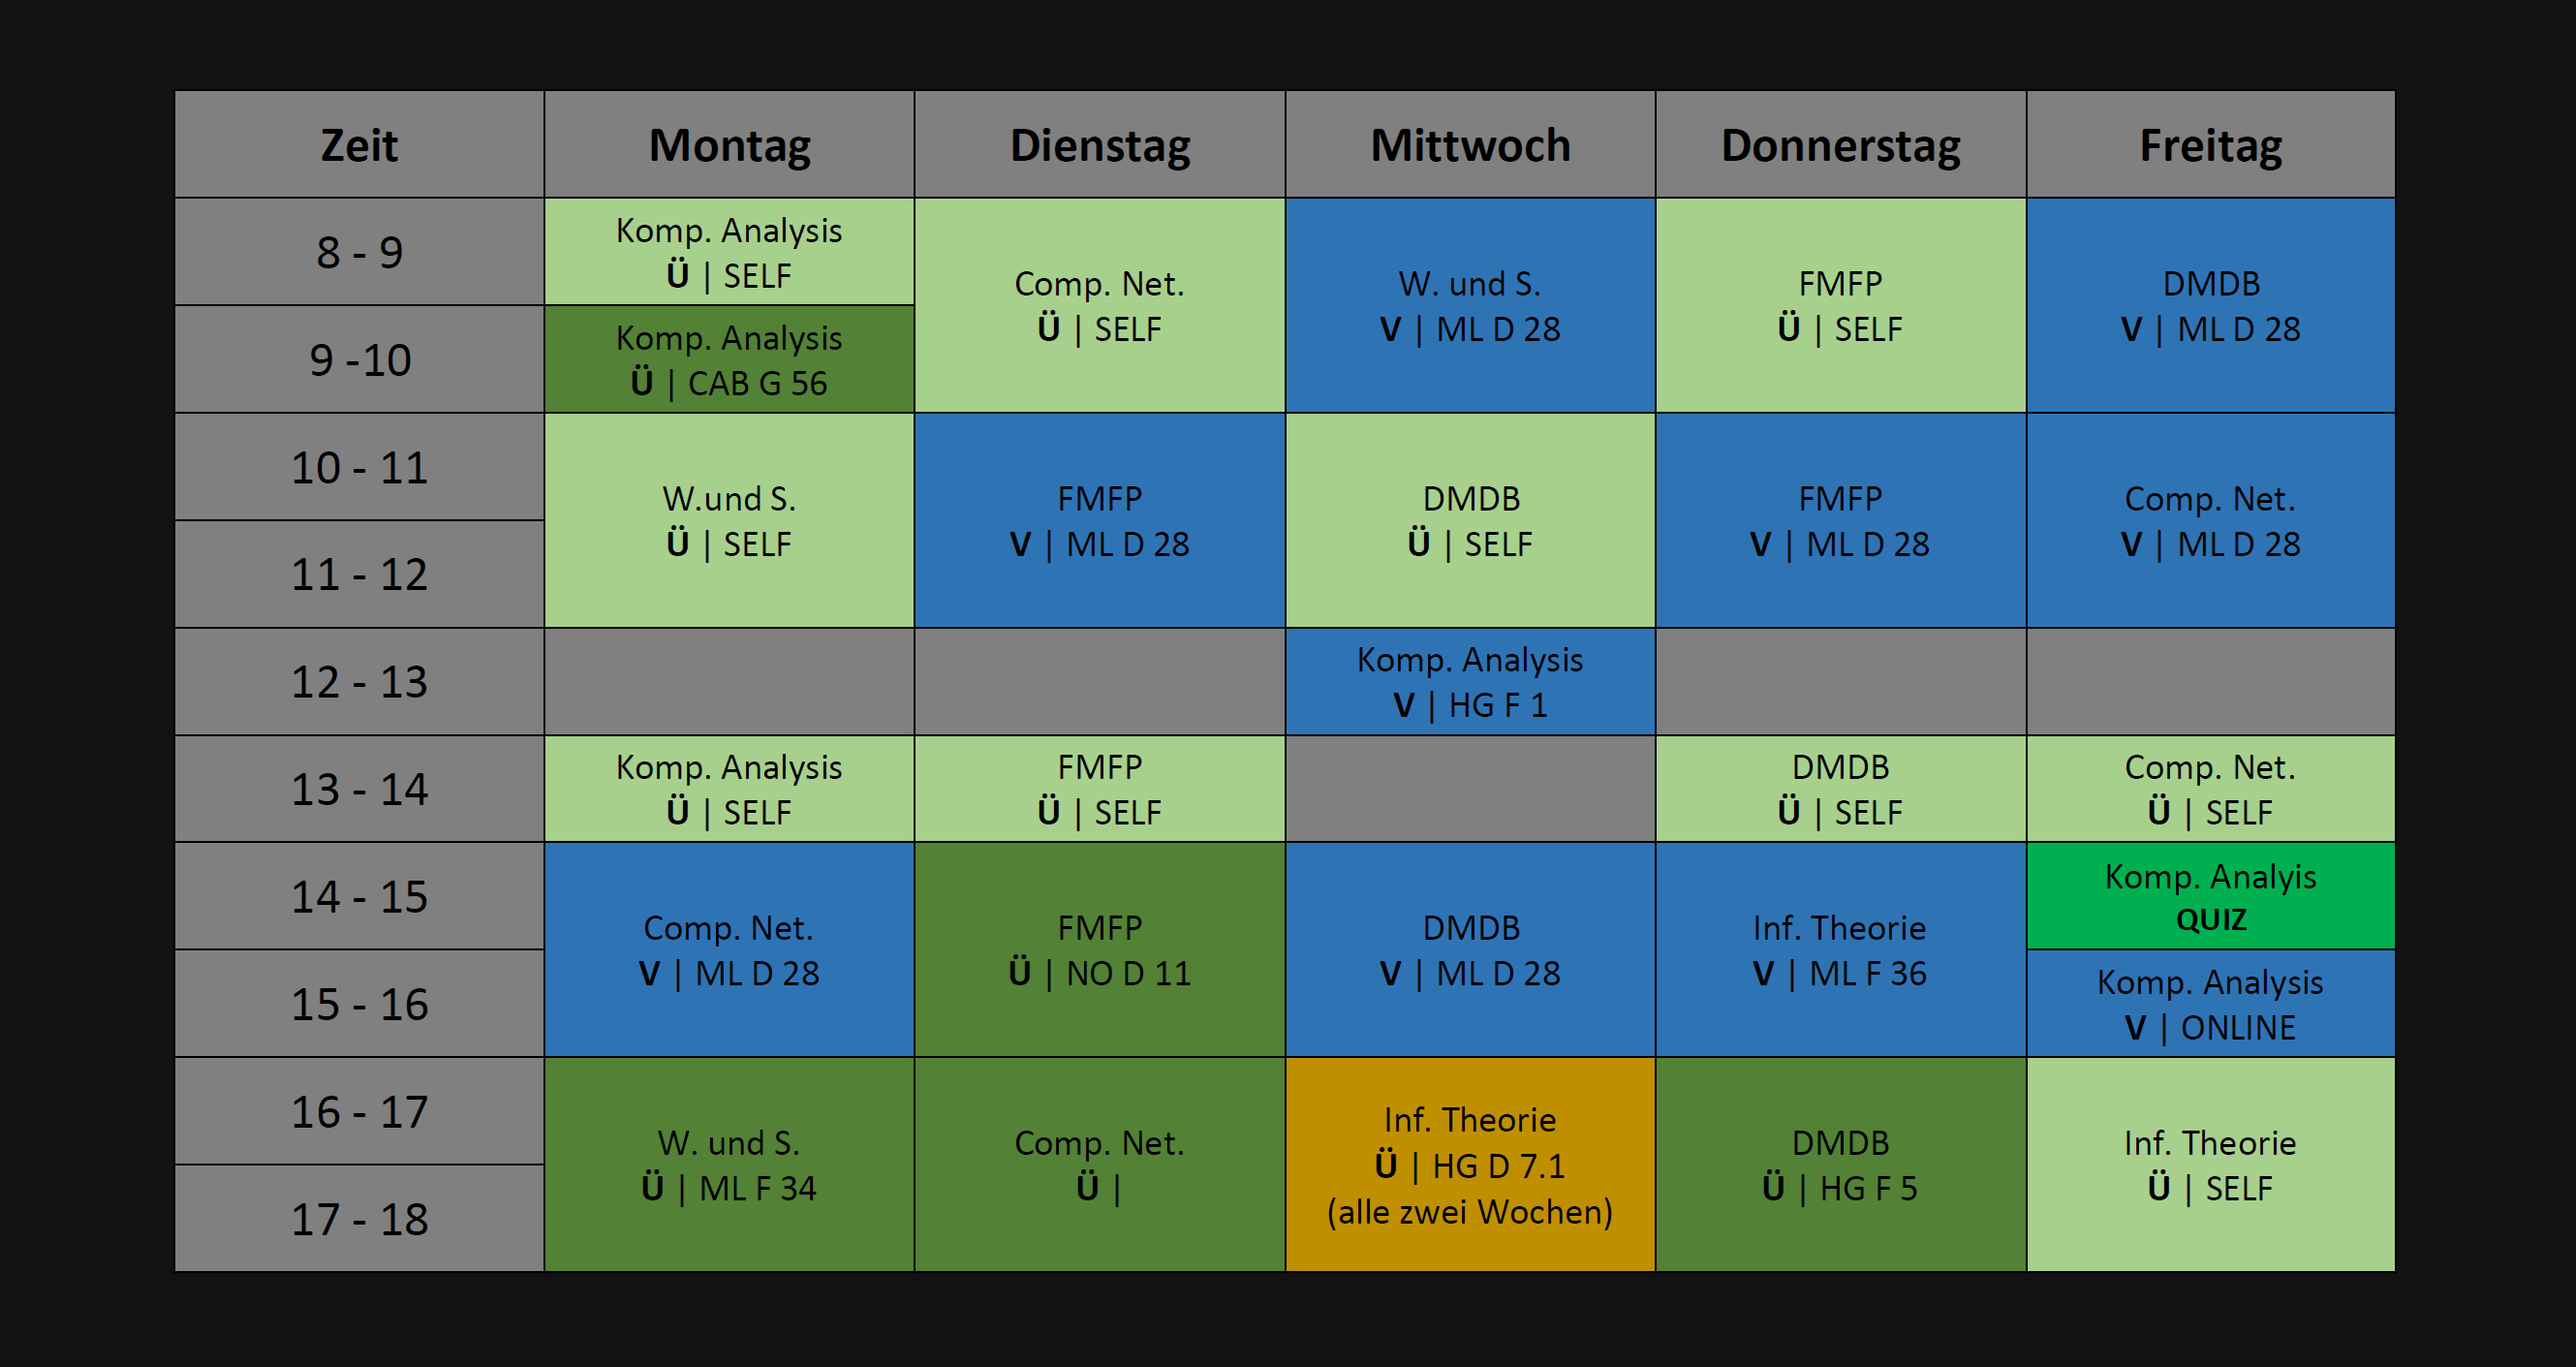 Zeit Montag Dienstag Mittwoch Donnerstag Freitag
8 - 9
Komp. Analysis
Ü | SELF
Comp. Net.
Ü | SELF
W. und S.
V | ML D 28
FMFP
Ü | SELF
DMDB
V | ML D 28
9 -10
Komp. Analysis
Ü | CAB G 56
10 - 11
W.und S.
Ü | SELF
FMFP
V | ML D 28
DMDB
Ü | SELF
FMFP
V | ML D 28
Comp. Net.
V | ML D 28
11 - 12
12 - 13
Komp. Analysis
V | HG F 1
13 - 14
Komp. Analysis
Ü | SELF
FMFP
Ü | SELF
DMDB
Ü | SELF
Comp. Net.
Ü | SELF
14 - 15
Comp. Net.
V | ML D 28
FMFP
Ü | NO D 11
DMDB
V | ML D 28
Inf. Theorie
V | ML F 36
Komp. Analyis
QUIZ
15 - 16
Komp. Analysis
V | ONLINE
16 - 17
W. und S.
Ü | ML F 34
Comp. Net.
Ü |
Inf. Theorie
Ü | HG D 7.1
(alle zwei Wochen)
DMDB
Ü | HG F 5
Inf. Theorie
Ü | SELF
17 - 18